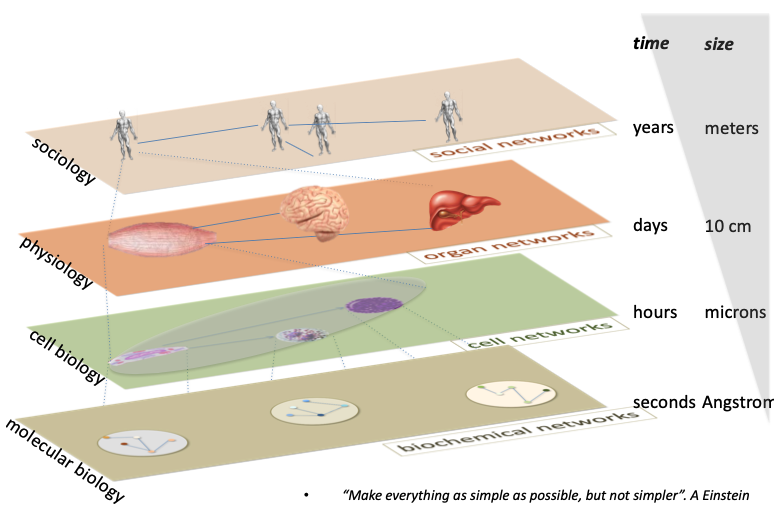 time size
sociology
social networks
years meters
physiology
organ networks
days 10 cm
cell biology
cell networks
hours microns
molecular biology
biochemical networks
seconds Angstrom
• “Make everything as simple as possible, but not simpler”. A Einstein